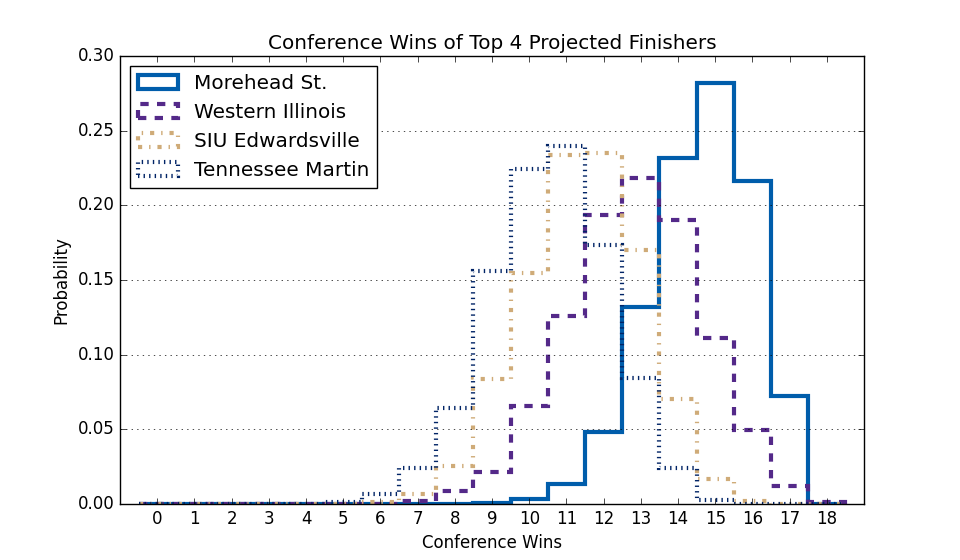 Conference Wins of Top 4 Projected Finishers
Morehead St.
Western Illinois
SIU Edwardsville
Tennessee Martin
Probability
0.30
0.25
0.20
0.15
0.10
0.05
0.00
0 1 2 3 4 5 6 7 8 9 10 11 12 13 14 15 16 17 18
Conference Wins